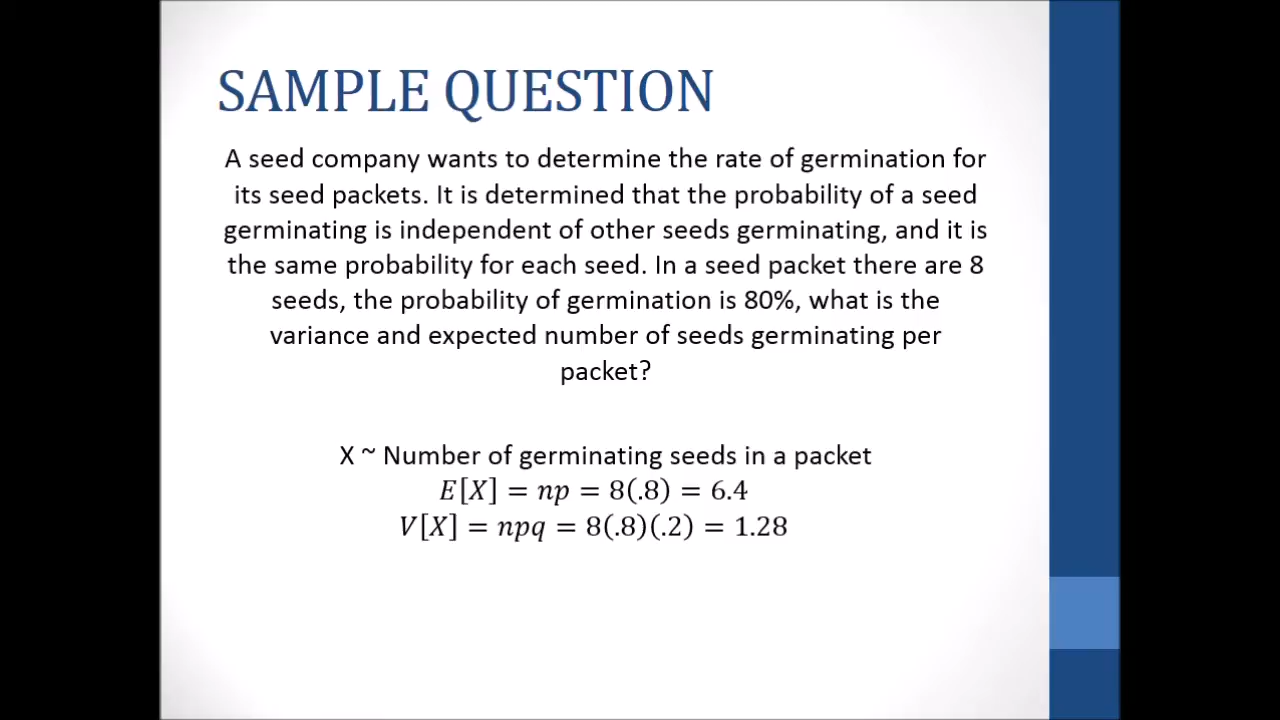 SAMPLE QUESTION
A seed company wants to determine the rate of germination for
its seed packets. It is determined that the probability of a seed
germinating is independent of other seeds germinating, and it is
the same probability for each seed. In a seed packet there are 8
seeds, the probability of germination is 80%, what is the
variance and expected number of seeds germinating per
packet?
X ~ Number of germinating seeds in a packet
E[X] = np = 8(.8) = 6.4
V[X] = npq = 8(.8)(.2) = 1.28